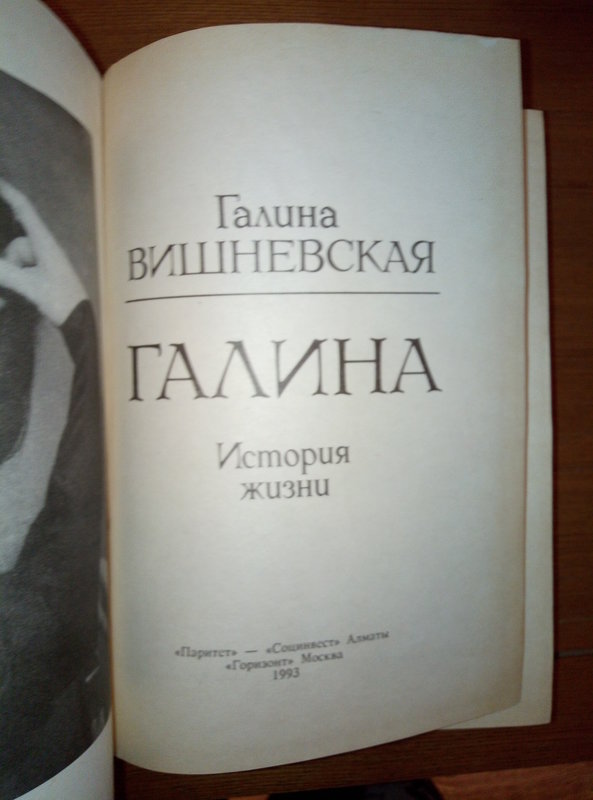 Галина
ВИШНЕВСКАЯ
ГАЛИНА
История
жизни
«Паритет» — «Социнвест» Алматы
«Горизонт» Москва
1993